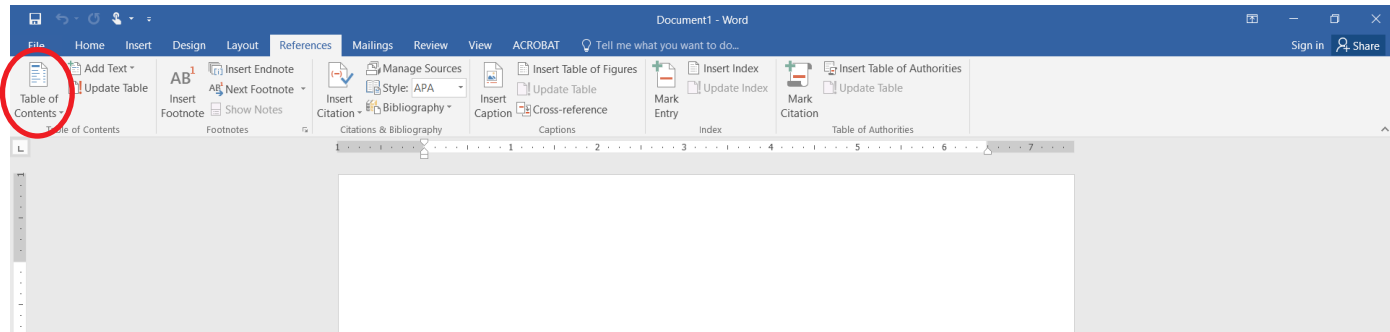 Document1 - Word
File Home Insert Design Layout References Mailings Review View ACROBAT Tell me what you want to do... Sign in Share
Table of Contents
Add Text
Update Table
Table of Contents
AB1
Insert Footnote
Insert Endnote
AB1 Next Footnote
Show Notes
Footnotes
Insert Citation
Manage Sources
Style: APA
Bibliography
Citations & Bibliography
Insert Caption
Insert Table of Figures
Update Table
Cross-reference
Captions
Mark Entry
Insert Index
Update Index
Index
Mark Citation
Insert Table of Authorities
Update Table
Table of Authorities
L
1 1 2 3 4 5 6 7
1